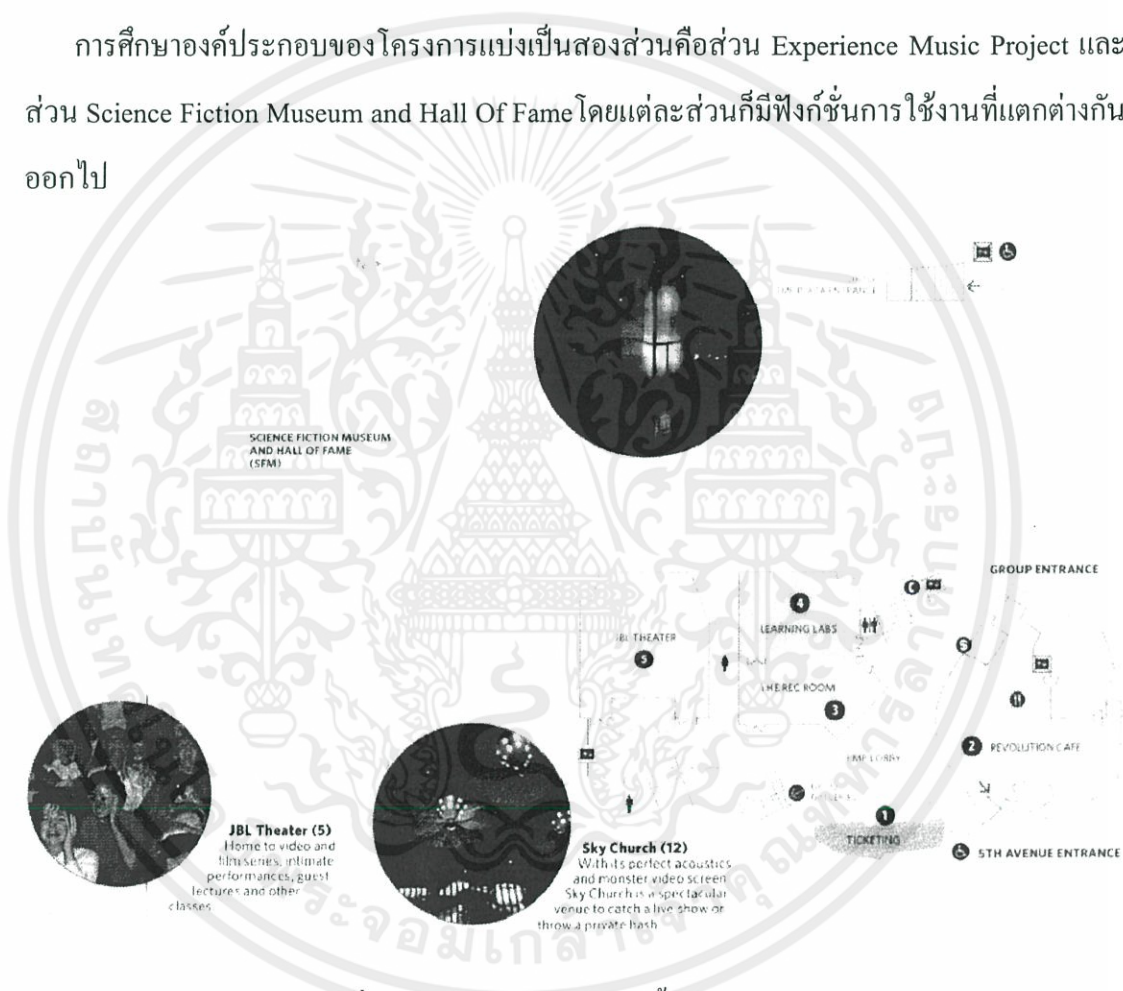 การศึกษาองค์ประกอบของโครงการแบ่งเป็นสองส่วนคือส่วน Experience Music Project และ
ส่วน Science Fiction Museum and Hall Of Fame โดยแต่ละส่วนก็มีฟังก์ชั่นการใช้งานที่แตกต่างกัน
ออกไป
SCIENCE FICTION MUSEUM
AND HALL OF FAME
(SFM)
GROUP ENTRANCE
4
LEARNING LABS
JBL THEATER
5
THE REC ROOM
3
EMP LOBBY
2 REVOLUTION CAFE
1
TICKETING
5TH AVENUE ENTRANCE
JBL Theater (5)
Home to video and
film series, intimate
performances, guest
lectures and other
classes
Sky Church (12)
With its perfect acoustics
and monster video screen
Sky Church is a spectacular
venue to catch a live show or
throw a private bash